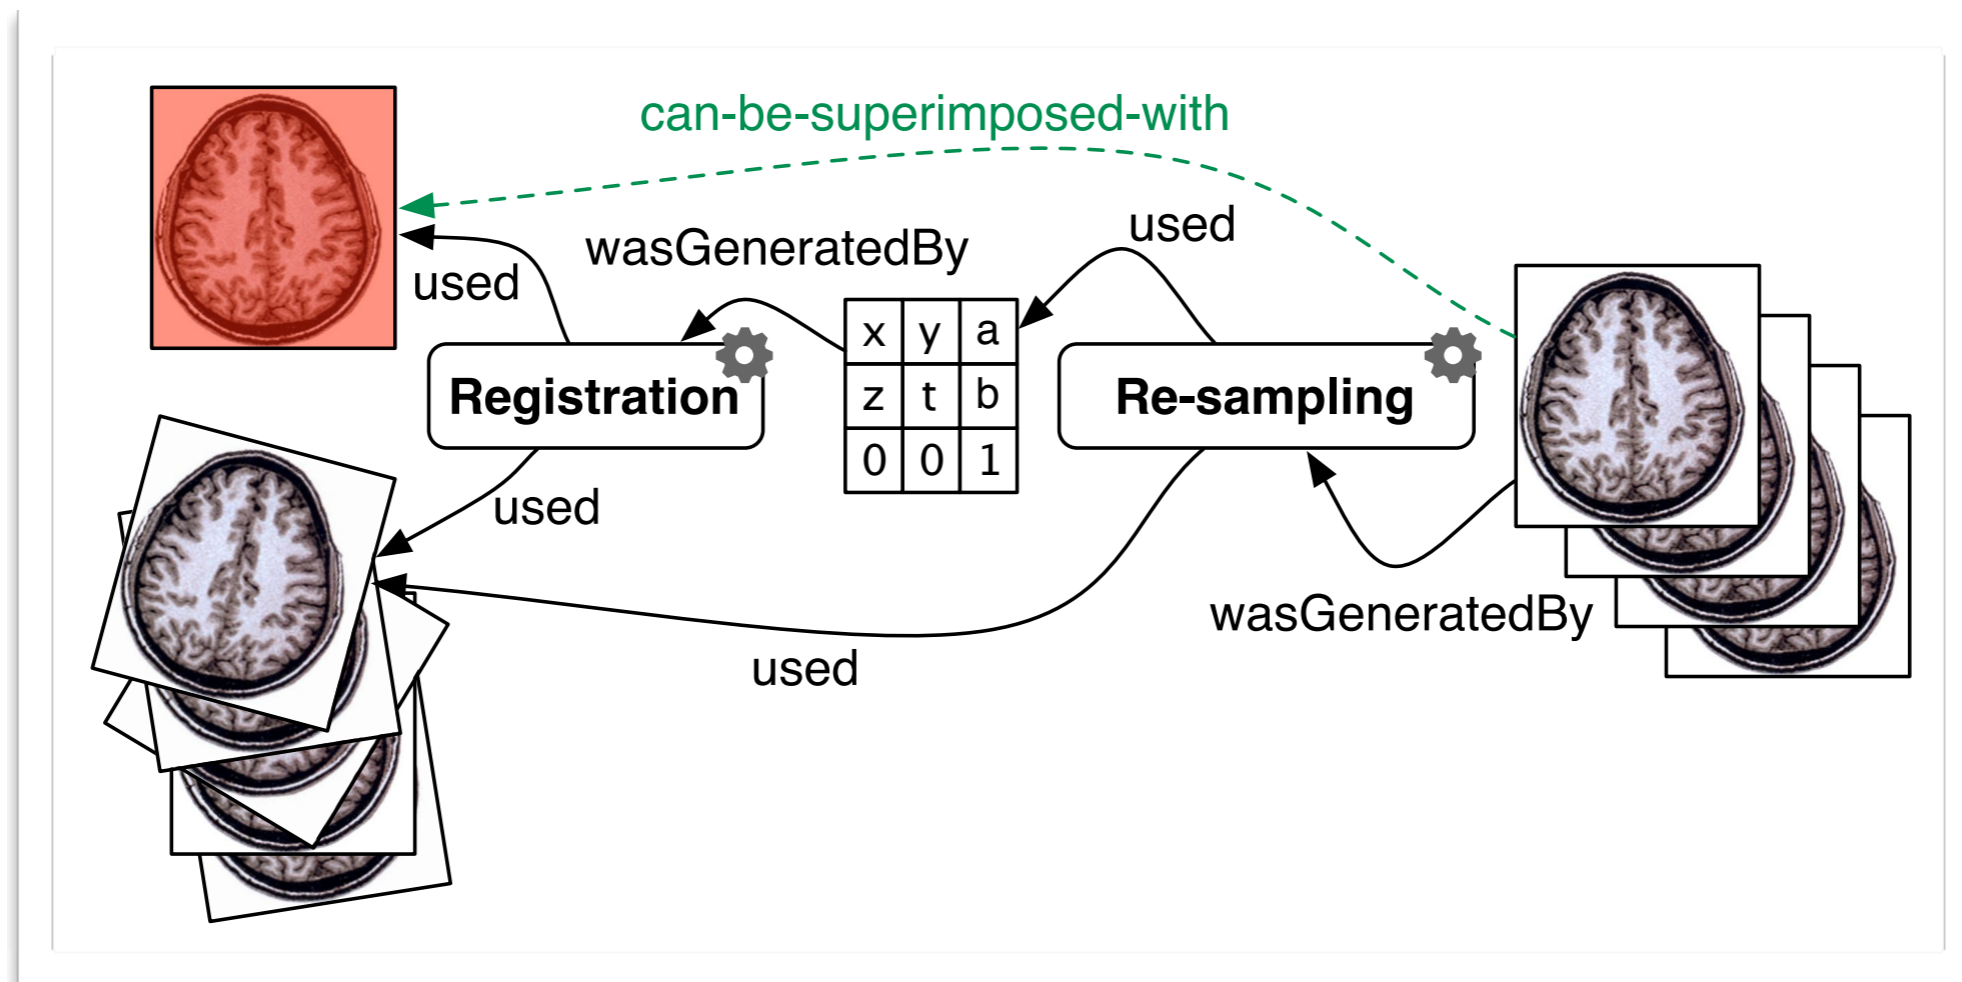 can-be-superimposed-with
used
wasGeneratedBy
used
x y a
z t b
0 0 1
Registration
Re-sampling
used
wasGeneratedBy
used